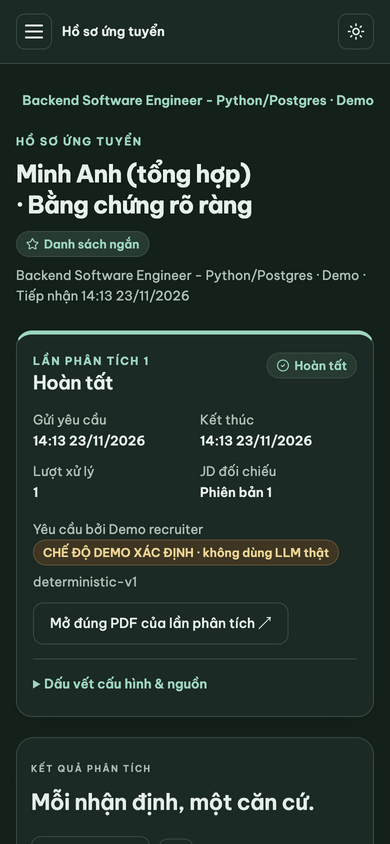 Hồ sơ ứng tuyển
Backend Software Engineer - Python/Postgres · Demo
HỒ SƠ ỨNG TUYỂN
Minh Anh (tổng hợp)
· Bằng chứng rõ ràng
Danh sách ngắn
Backend Software Engineer - Python/Postgres · Demo ·
Tiếp nhận 14:13 23/11/2026
LẦN PHÂN TÍCH 1
Hoàn tất
Hoàn tất
Gửi yêu cầu
Kết thúc
14:13 23/11/2026
14:13 23/11/2026
Lượt xử lý
JD đối chiếu
1
Phiên bản 1
Yêu cầu bởi Demo recruiter
CHẾ ĐỘ DEMO XÁC ĐỊNH · không dùng LLM thật
deterministic-v1
Mở đúng PDF của lần phân tích ↗
▶ Dấu vết cấu hình & nguồn
KẾT QUẢ PHÂN TÍCH
Mỗi nhận định, một căn cứ.